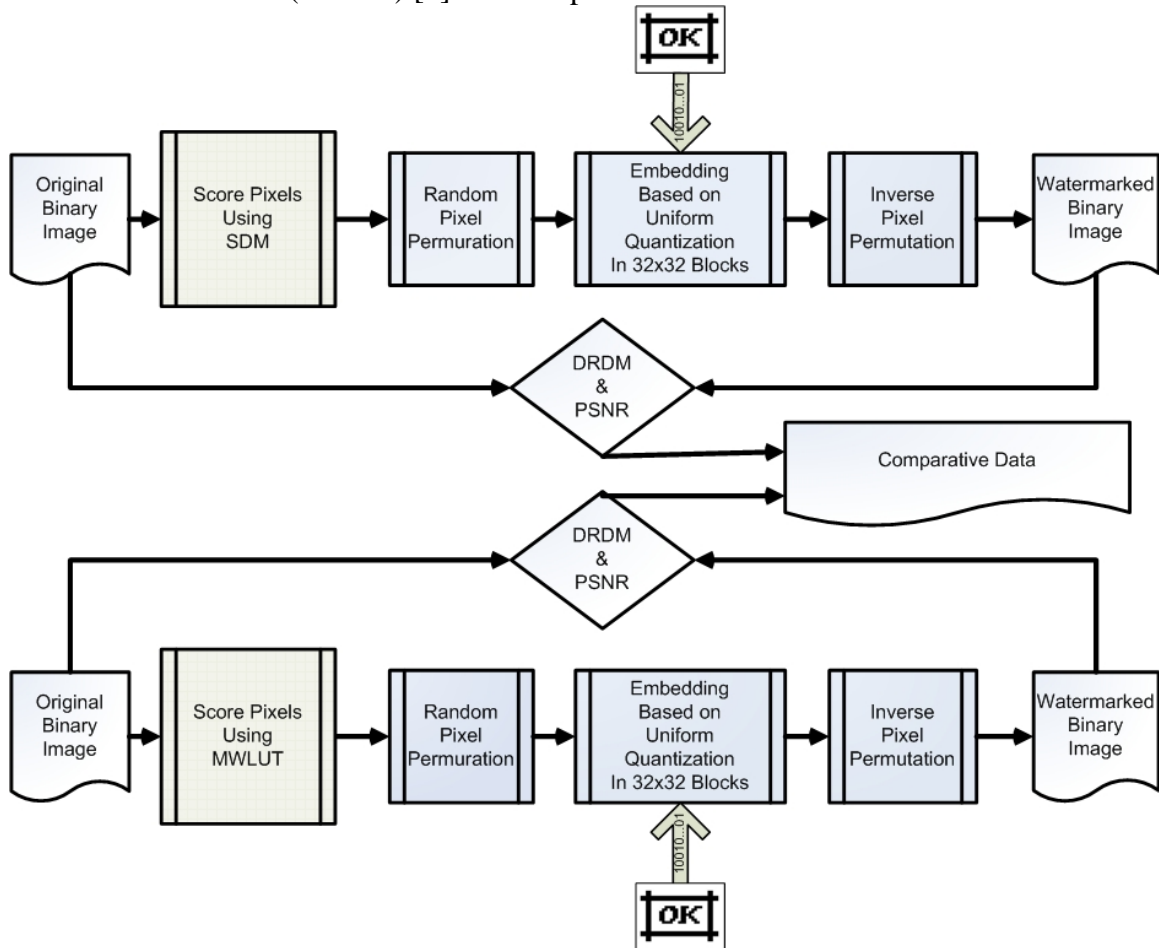 OK
10010...01
Original
Binary
Image
Score Pixels
Using
SDM
Random
Pixel
Permuration
Embedding
Based on
Uniform
Quantization
In 32x32 Blocks
Inverse
Pixel
Permutation
Watermarked
Binary
Image
DRDM
&
PSNR
Comparative Data
DRDM
&
PSNR
Original
Binary
Image
Score Pixels
Using
MWLUT
Random
Pixel
Permuration
Embedding
Based on
Uniform
Quantization
In 32x32 Blocks
Inverse
Pixel
Permutation
Watermarked
Binary
Image
10010...01
OK